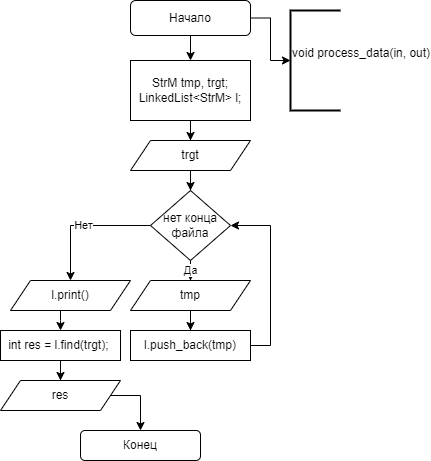 Начало
void process_data(in, out)
StrM tmp, trgt;
LinkedList<StrM> l;
trgt
нет конца
файла
Нет
Да
l.print()
tmp
int res = l.find(trgt);
l.push_back(tmp)
res
Конец